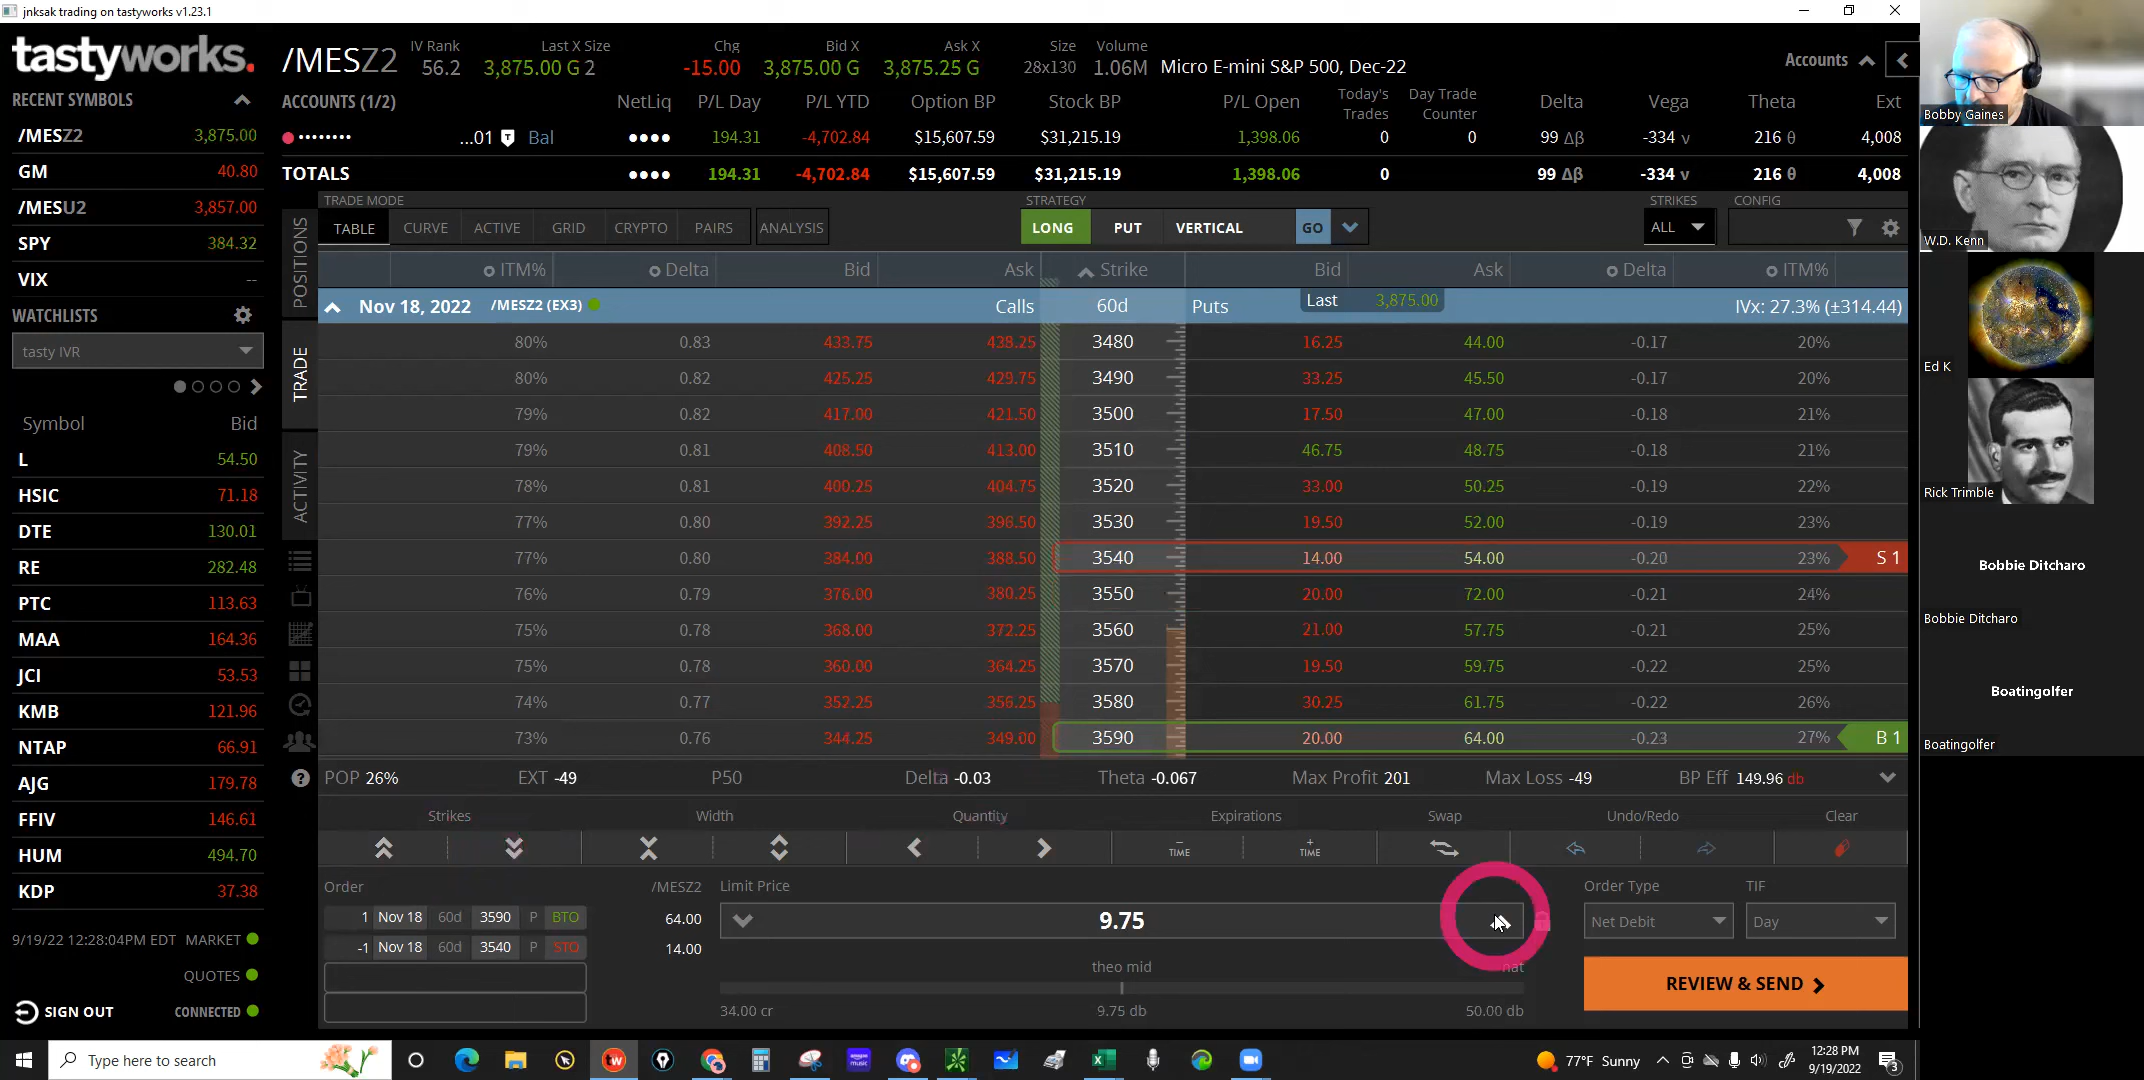 jnksak trading on tastyworks v1.23.1
tastyworks.
/MESZ2
IV Rank
56.2
Last X Size
3,875.00 G 2
Chg
-15.00
Bid X
3,875.00 G
Ask X
3,875.25 G
Size
28x130
Volume
1.06M
Micro E-mini S&P 500, Dec-22
Accounts
RECENT SYMBOLS
/MESZ2 3,875.00
GM 40.80
/MESU2 3,857.00
SPY 384.32
VIX --
WATCHLISTS
tasty IVR
Symbol Bid
L 54.50
HSIC 71.18
DTE 130.01
RE 282.48
PTC 113.63
MAA 164.36
JCI 53.53
KMB 121.96
NTAP 66.91
AJG 179.78
FFIV 146.61
HUM 494.70
KDP 37.38
9/19/22 12:28:04PM EDT MARKET
QUOTES
SIGN OUT CONNECTED
ACCOUNTS (1/2) NetLiq P/L Day P/L YTD Option BP Stock BP P/L Open Today's Trades Day Trade Counter Delta Vega Theta Ext
...01 Bal 194.31 -4,702.84 $15,607.59 $31,215.19 1,398.06 0 0 99 Δβ -334 v 216 θ 4,008
TOTALS 194.31 -4,702.84 $15,607.59 $31,215.19 1,398.06 0 99 Δβ -334 v 216 θ 4,008
POSITIONS
TRADE
ACTIVITY
TRADE MODE STRATEGY STRIKES CONFIG
TABLE CURVE ACTIVE GRID CRYPTO PAIRS ANALYSIS LONG PUT VERTICAL GO ALL
ITM% Delta Bid Ask Strike Bid Ask Delta ITM%
Nov 18, 2022 /MESZ2 (EX3) Calls 60d Puts Last 3,875.00 IVx: 27.3% (±314.44)
80% 0.83 433.75 438.25 3480 16.25 44.00 -0.17 20%
80% 0.82 425.25 429.75 3490 33.25 45.50 -0.17 20%
79% 0.82 417.00 421.50 3500 17.50 47.00 -0.18 21%
79% 0.81 408.50 413.00 3510 46.75 48.75 -0.18 21%
78% 0.81 400.25 404.75 3520 33.00 50.25 -0.19 22%
77% 0.80 392.25 396.50 3530 19.50 52.00 -0.19 23%
77% 0.80 384.00 388.50 3540 14.00 54.00 -0.20 23% S 1
76% 0.79 376.00 380.25 3550 20.00 72.00 -0.21 24%
75% 0.78 368.00 372.25 3560 21.00 57.75 -0.21 25%
75% 0.78 360.00 364.25 3570 19.50 59.75 -0.22 25%
74% 0.77 352.25 356.25 3580 30.25 61.75 -0.22 26%
73% 0.76 344.25 349.00 3590 20.00 64.00 -0.23 27% B 1
POP 26% EXT -49 P50 Delta -0.03 Theta -0.067 Max Profit 201 Max Loss -49 BP Eff 149.96 db
Strikes Width Quantity Expirations Swap Undo/Redo Clear
TIME TIME
Order /MESZ2 Limit Price Order Type TIF
1 Nov 18 60d 3590 P BTO 64.00
-1 Nov 18 60d 3540 P STO 14.00
9.75
Net Debit Day
theo mid nat
34.00 cr 9.75 db 50.00 db
REVIEW & SEND
Bobby Gaines
W.D. Kenn
Ed K
Rick Trimble
Bobbie Ditcharo
Bobbie Ditcharo
Boatingolfer
Boatingolfer
Type here to search
77°F Sunny
12:28 PM
9/19/2022
3